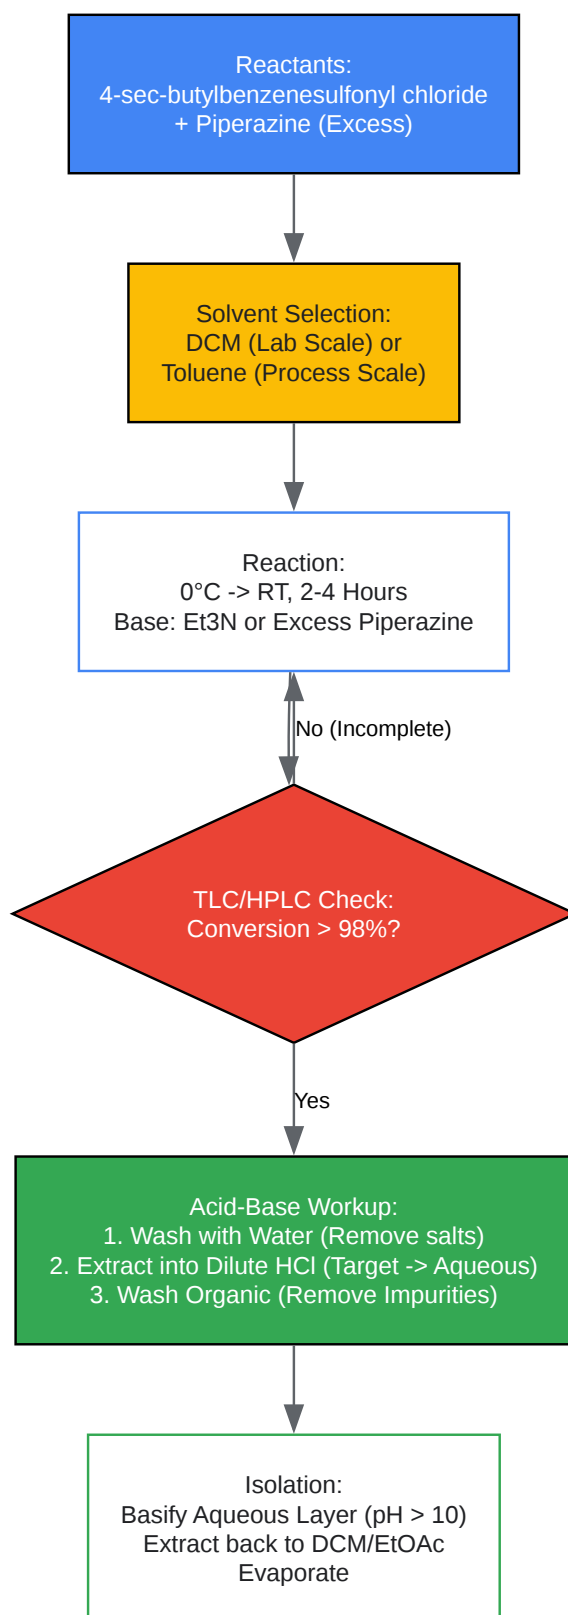 Reactants:
4-sec-butylbenzenesulfonyl chloride
+ Piperazine (Excess)
Solvent Selection:
DCM (Lab Scale) or
Toluene (Process Scale)
Reaction:
0°C -> RT, 2-4 Hours
Base: Et3N or Excess Piperazine
No (Incomplete)
TLC/HPLC Check:
Conversion > 98%?
Yes
Acid-Base Workup:
1. Wash with Water (Remove salts)
2. Extract into Dilute HCl (Target -> Aqueous)
3. Wash Organic (Remove Impurities)
Isolation:
Basify Aqueous Layer (pH > 10)
Extract back to DCM/EtOAc
Evaporate